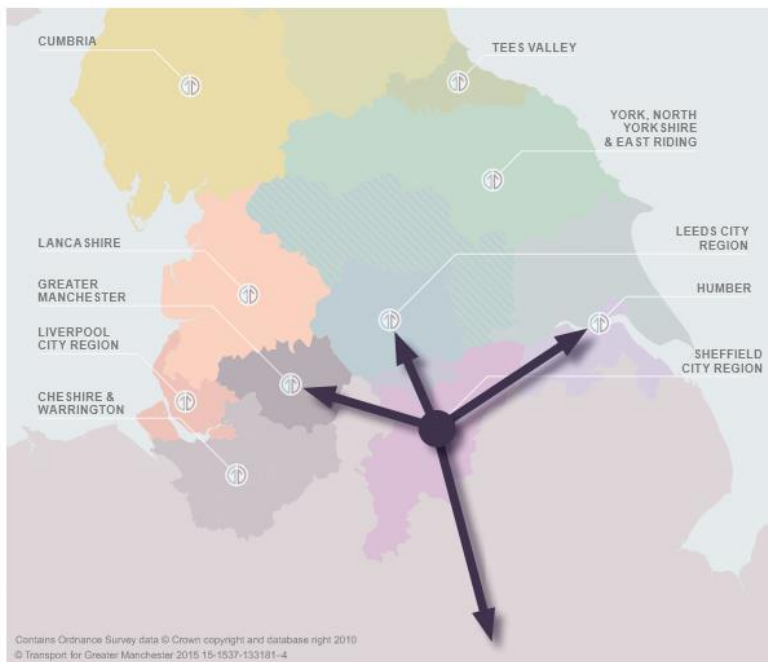 CUMBRIA
TEES VALLEY
YORK, NORTH
YORKSHIRE
& EAST RIDING
LANCASHIRE
GREATER
MANCHESTER
LIVERPOOL
CITY REGION
CHESHIRE &
WARRINGTON
LEEDS CITY
REGION
HUMBER
SHEFFIELD
CITY REGION
Contains Ordnance Survey data © Crown copyright and database right 2010
© Transport for Greater Manchester 2015 15-1537-133181-4